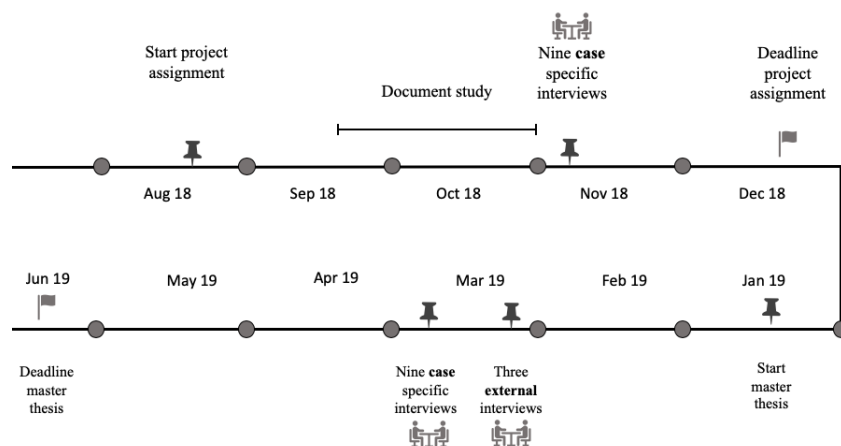 Start project
assignment
Document study
Nine case
specific
interviews
Deadline
project
assignment
Aug 18
Sep 18
Oct 18
Nov 18
Dec 18
Jun 19
May 19
Apr 19
Mar 19
Feb 19
Jan 19
Deadline
master
thesis
Nine case
specific
interviews
Three
external
interviews
Start
master
thesis